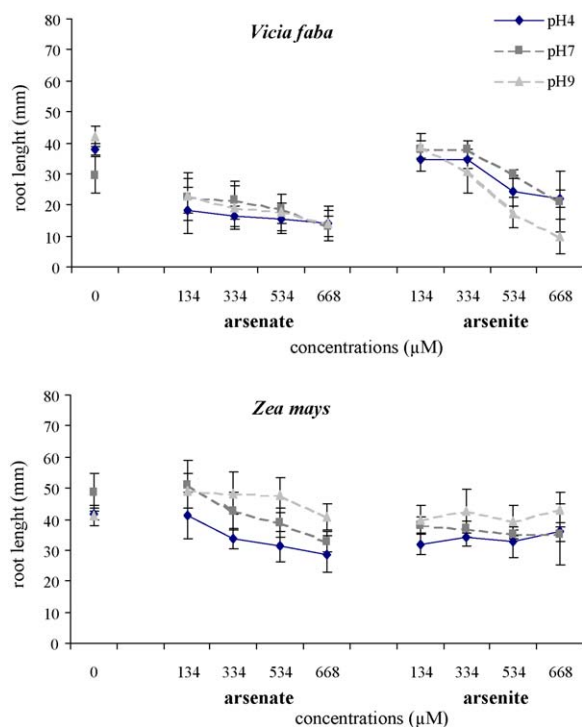 Vicia faba
pH4
pH7
pH9
root lenght (mm)
80
70
60
50
40
30
20
10
0
0 134 334 534 668 134 334 534 668
arsenate arsenite
concentrations (µM)
Zea mays
root lenght (mm)
80
70
60
50
40
30
20
10
0
0 134 334 534 668 134 334 534 668
arsenate arsenite
concentrations (µM)